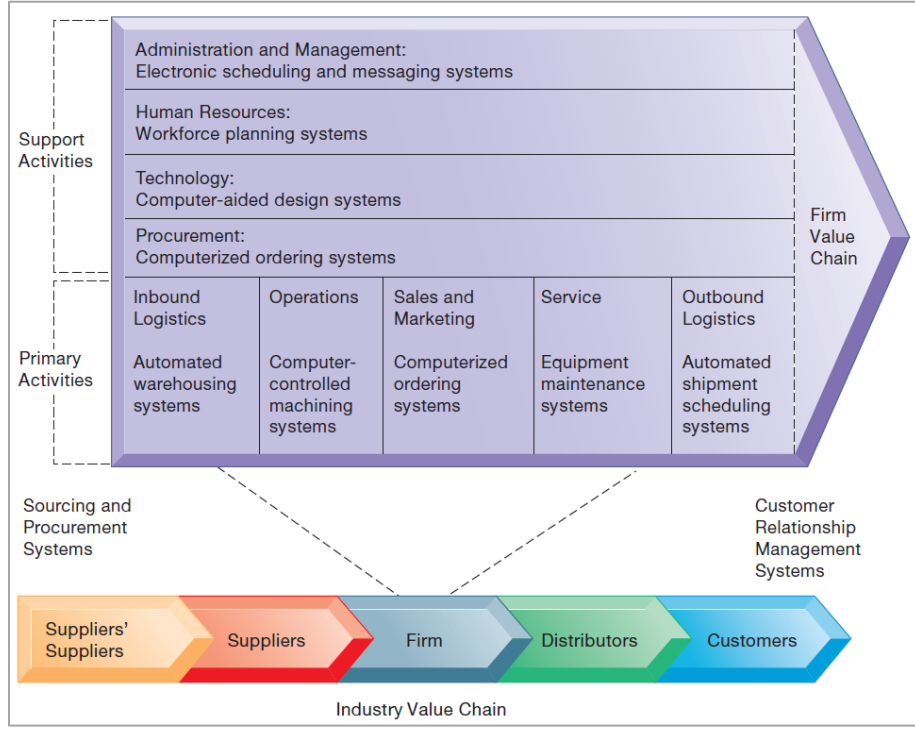 Administration and Management:
Electronic scheduling and messaging systems
Human Resources:
Workforce planning systems
Support
Activities
Technology:
Computer-aided design systems
Firm
Value
Chain
Procurement:
Computerized ordering systems
Primary
Activities
Inbound
Logistics
Automated
warehousing
systems
Operations
Computer-
controlled
machining
systems
Sales and
Marketing
Computerized
ordering
systems
Service
Equipment
maintenance
systems
Outbound
Logistics
Automated
shipment
scheduling
systems
Sourcing and
Procurement
Systems
Customer
Relationship
Management
Systems
Suppliers'
Suppliers
Suppliers
Firm
Distributors
Customers
Industry Value Chain